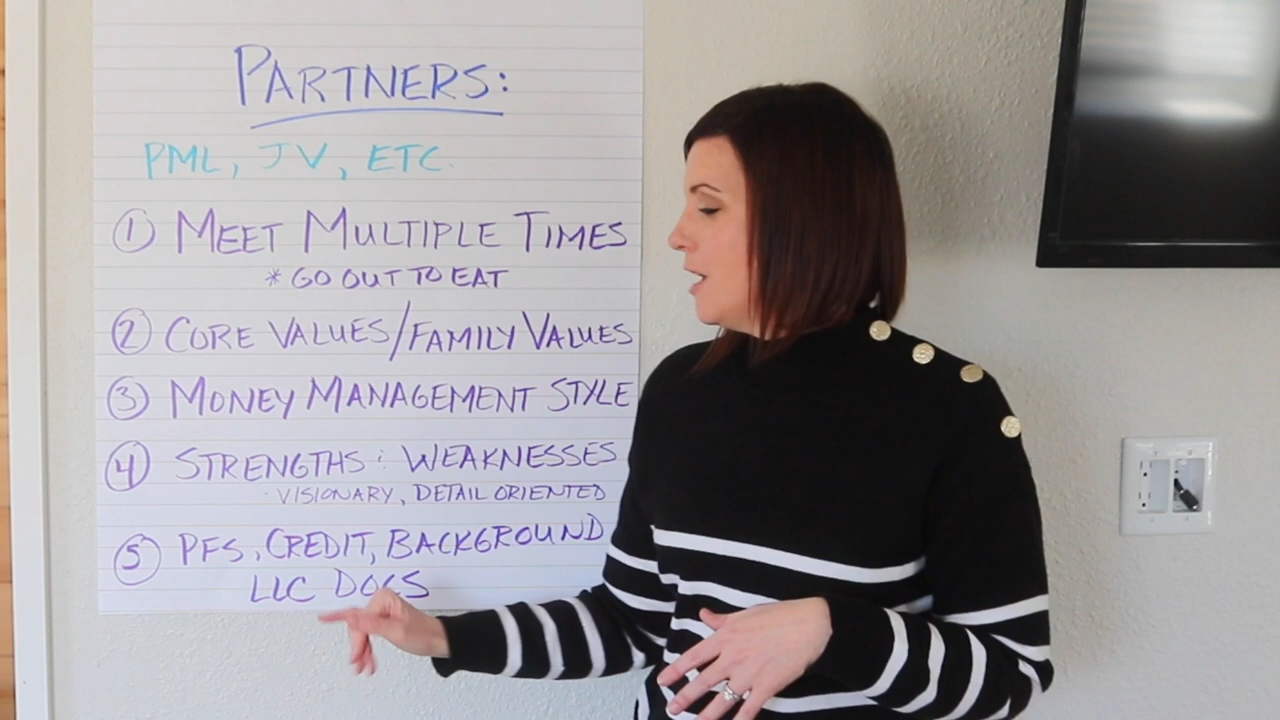 PARTNERS:
PML, JV, ETC.
① MEET MULTIPLE TIMES
* GO OUT TO EAT
② CORE VALUES/FAMILY VALUES
③ MONEY MANAGEMENT STYLE
④ STRENGTHS : WEAKNESSES
· VISIONARY, DETAIL ORIENTED
⑤ PFS, CREDIT, BACKGROUND
LLC DOCS